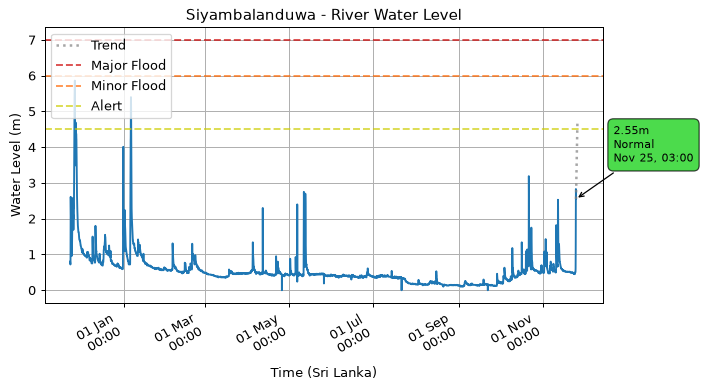 Siyambalanduwa - River Water Level
Water Level (m)
7
6
5
4
3
2
1
0
Trend
Major Flood
Minor Flood
Alert
2.55m
Normal
Nov 25, 03:00
01 Jan
00:00
01 Mar
00:00
01 May
00:00
01 Jul
00:00
01 Sep
00:00
01 Nov
00:00
Time (Sri Lanka)